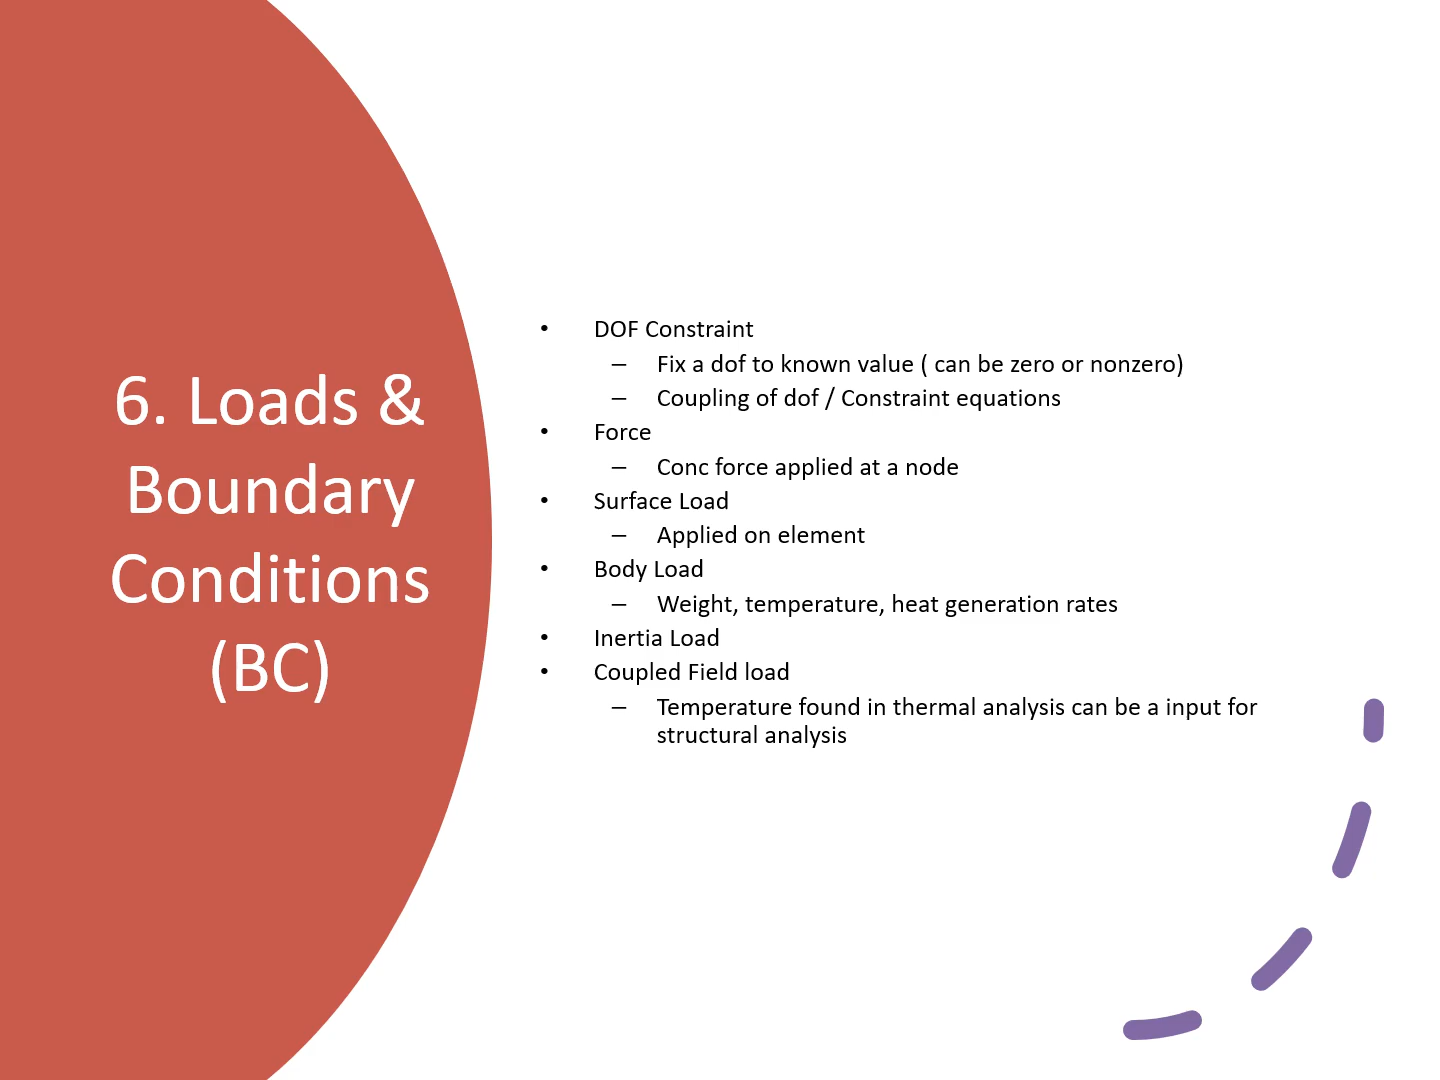 6. Loads &
Boundary
Conditions
(BC)
• DOF Constraint
– Fix a dof to known value ( can be zero or nonzero)
– Coupling of dof / Constraint equations
• Force
– Conc force applied at a node
• Surface Load
– Applied on element
• Body Load
– Weight, temperature, heat generation rates
• Inertia Load
• Coupled Field load
– Temperature found in thermal analysis can be a input for
structural analysis